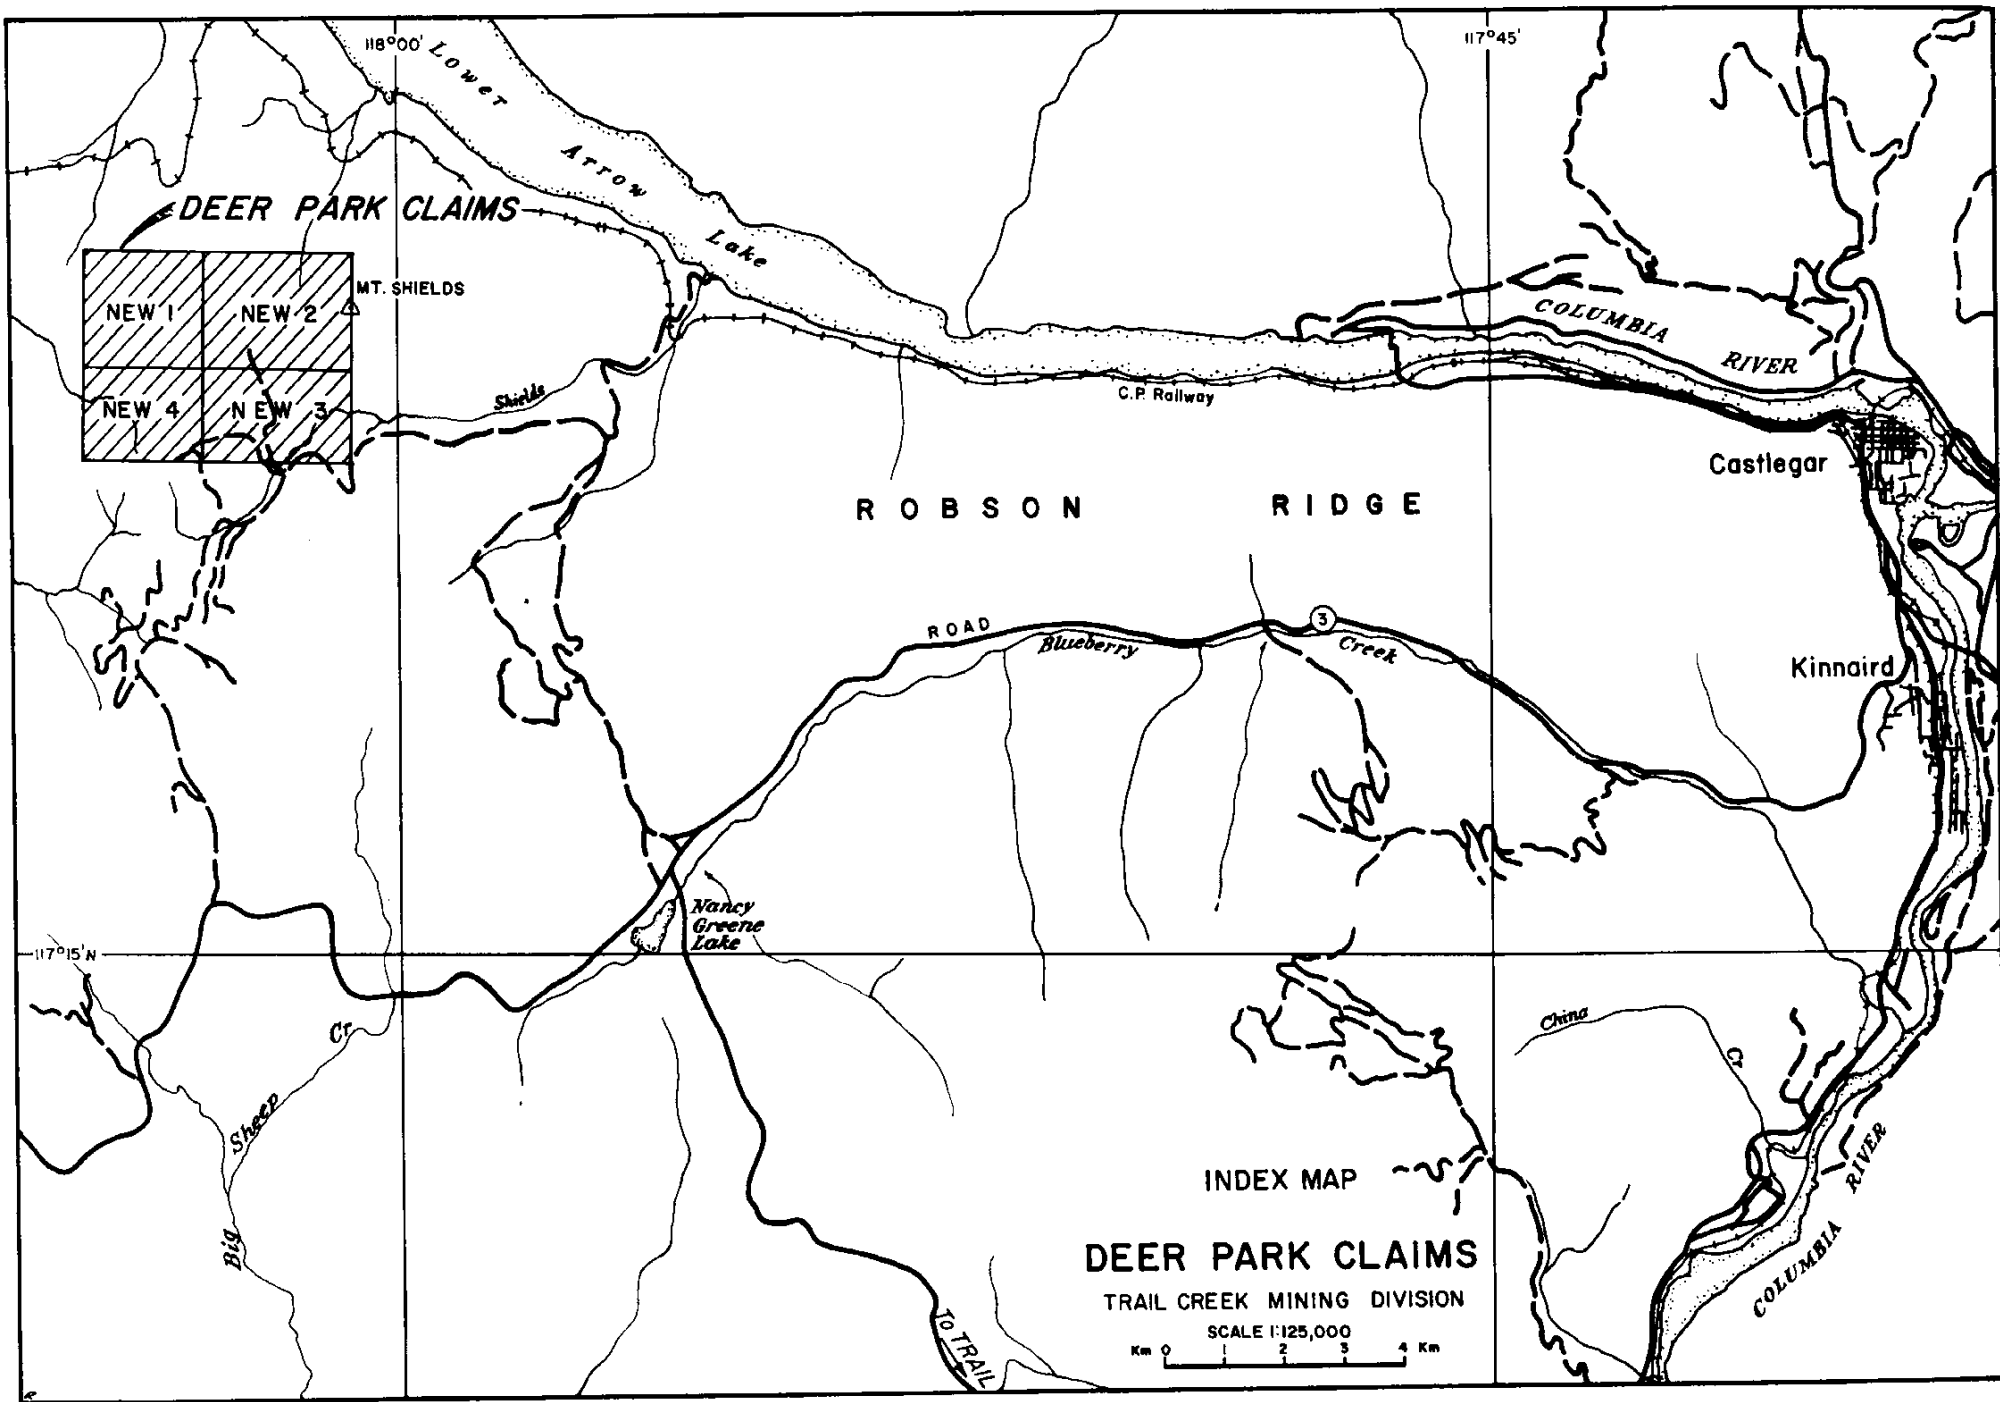 118°00'
117°45'
Lower
Arrow
Lake
DEER PARK CLAIMS
MT. SHIELDS
NEW 1
NEW 2
NEW 4
NEW 3
Shields
COLUMBIA
RIVER
C.P. Railway
Castlegar
ROBSON RIDGE
ROAD
3
Blueberry
Creek
Kinnaird
Nancy
Greene
Lake
117°15'N
Cr.
Sheep
Big
China
Cr.
COLUMBIA RIVER
INDEX MAP
DEER PARK CLAIMS
TRAIL CREEK MINING DIVISION
SCALE 1:125,000
Km 0 1 2 3 4 Km
To TRAIL